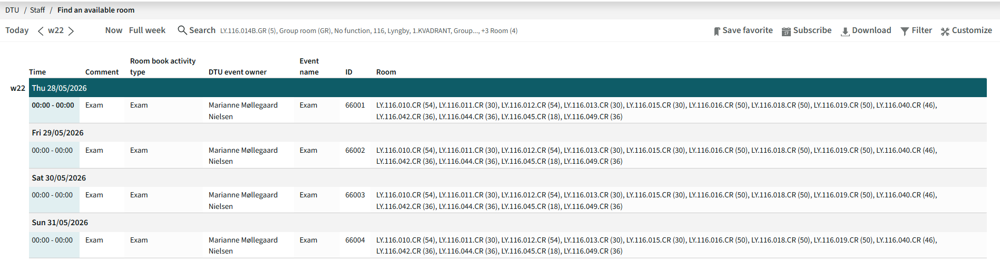 DTU / Staff / Find an available room
Today w22 Now Full week Search LY.116.014B.GR (5), Group room (GR), No function, 116, Lyngby, 1.KVADRANT, Group..., +3 Room (4) Save favorite 17 Subscribe Download Filter Customize
Room book activity Event
Time Comment type DTU event owner name ID Room
w22 Thu 28/05/2026
00:00 - 00:00 Exam Exam Marianne Møllegaard Exam 66001 LY.116.010.CR (54), LY.116.011.CR (30), LY.116.012.CR (54), LY.116.013.CR (30), LY.116.015.CR (30), LY.116.016.CR (50), LY.116.018.CR (50), LY.116.019.CR (50), LY.116.040.CR (46),
Nielsen LY.116.042.CR (36), LY.116.044.CR (36), LY.116.045.CR (18), LY.116.049.CR (36)
Fri 29/05/2026
00:00 - 00:00 Exam Exam Marianne Møllegaard Exam 66002 LY.116.010.CR (54), LY.116.011.CR (30), LY.116.012.CR (54), LY.116.013.CR (30), LY.116.015.CR (30), LY.116.016.CR (50), LY.116.018.CR (50), LY.116.019.CR (50), LY.116.040.CR (46),
Nielsen LY.116.042.CR (36), LY.116.044.CR (36), LY.116.045.CR (18), LY.116.049.CR (36)
Sat 30/05/2026
00:00 - 00:00 Exam Exam Marianne Møllegaard Exam 66003 LY.116.010.CR (54), LY.116.011.CR (30), LY.116.012.CR (54), LY.116.013.CR (30), LY.116.015.CR (30), LY.116.016.CR (50), LY.116.018.CR (50), LY.116.019.CR (50), LY.116.040.CR (46),
Nielsen LY.116.042.CR (36), LY.116.044.CR (36), LY.116.045.CR (18), LY.116.049.CR (36)
Sun 31/05/2026
00:00 - 00:00 Exam Exam Marianne Møllegaard Exam 66004 LY.116.010.CR (54), LY.116.011.CR (30), LY.116.012.CR (54), LY.116.013.CR (30), LY.116.015.CR (30), LY.116.016.CR (50), LY.116.018.CR (50), LY.116.019.CR (50), LY.116.040.CR (46),
Nielsen LY.116.042.CR (36), LY.116.044.CR (36), LY.116.045.CR (18), LY.116.049.CR (36)